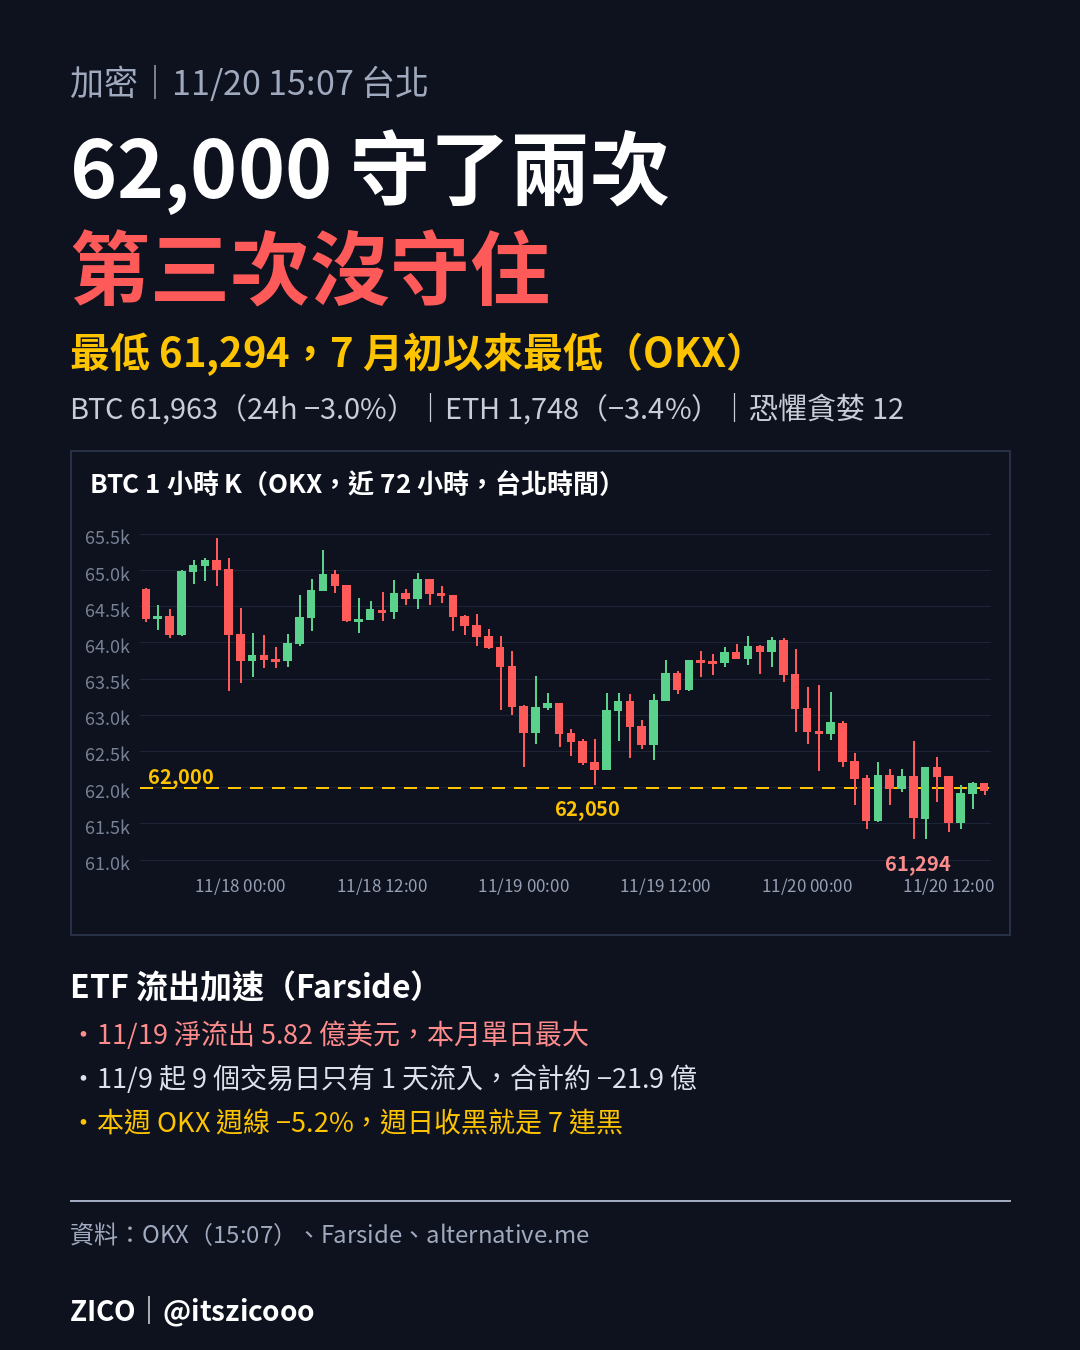 加密｜11/20 15:07 台北
62,000 守了兩次
第三次沒守住
最低 61,294，7 月初以來最低（OKX）
BTC 61,963（24h −3.0%）｜ETH 1,748（−3.4%）｜恐懼貪婪 12
BTC 1 小時 K（OKX，近 72 小時，台北時間）
65.5k
65.0k
64.5k
64.0k
63.5k
63.0k
62.5k
62,000
62.0k
62,050
61.5k
61.0k
61,294
11/18 00:00
11/18 12:00
11/19 00:00
11/19 12:00
11/20 00:00
11/20 12:00
ETF 流出加速（Farside）
・11/19 淨流出 5.82 億美元，本月單日最大
・11/9 起 9 個交易日只有 1 天流入，合計約 −21.9 億
・本週 OKX 週線 −5.2%，週日收黑就是 7 連黑
資料：OKX（15:07）、Farside、alternative.me
ZICO｜@itszicooo